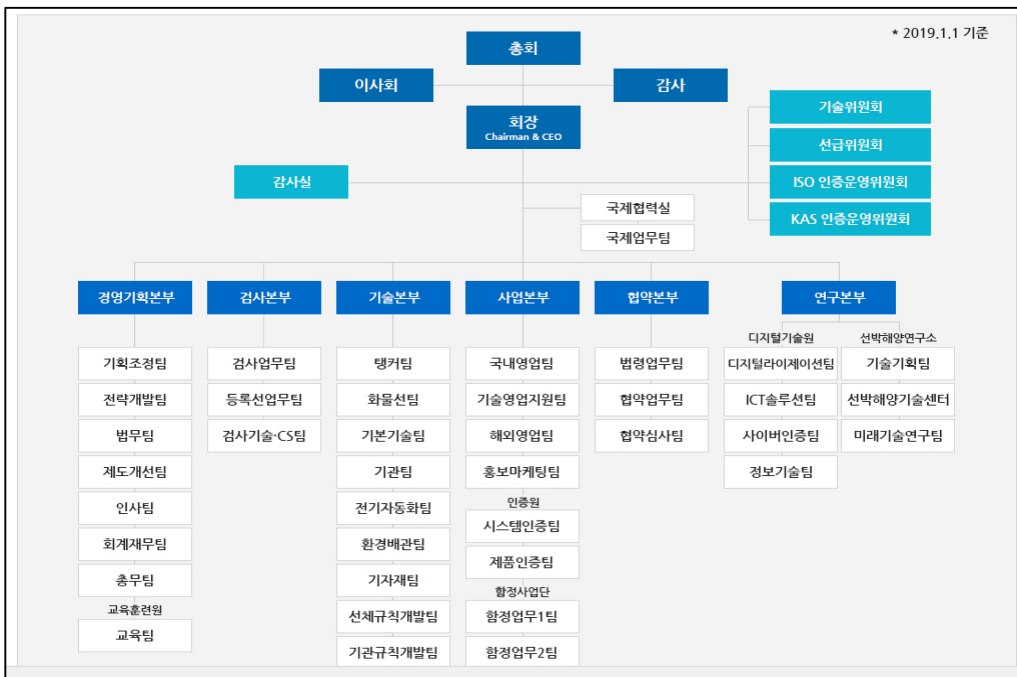 * 2019.1.1 기준
총회
이사회
감사
회장
Chairman & CEO
기술위원회
선급위원회
ISO 인증운영위원회
KAS 인증운영위원회
감사실
국제협력실
국제업무팀
경영기획본부
기획조정팀
전략개발팀
법무팀
제도개선팀
인사팀
회계재무팀
총무팀
교육훈련원
교육팀
검사본부
검사업무팀
등록선업무팀
검사기술·CS팀
기술본부
탱커팀
화물선팀
기본기술팀
기관팀
전기자동화팀
환경배관팀
기자재팀
선체규칙개발팀
기관규칙개발팀
사업본부
국내영업팀
기술영업지원팀
해외영업팀
홍보마케팅팀
인증원
시스템인증팀
제품인증팀
함정사업단
함정업무1팀
함정업무2팀
협약본부
법령업무팀
협약업무팀
협약심사팀
연구본부
디지털기술원
디지털라이제이션팀
ICT솔루션팀
사이버인증팀
정보기술팀
선박해양연구소
기술기획팀
선박해양기술센터
미래기술연구팀